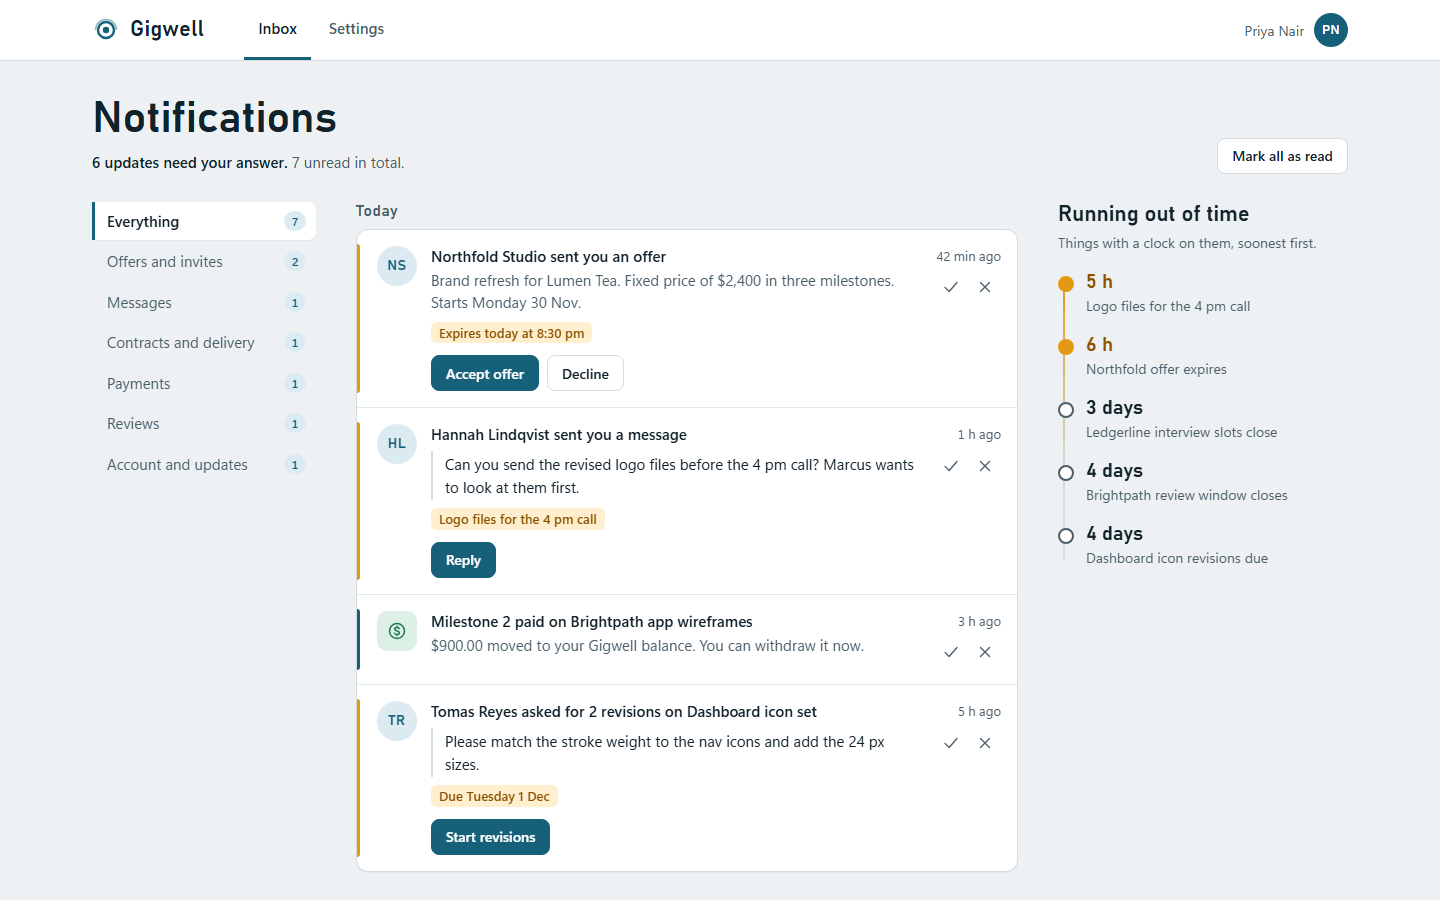 Gigwell
Inbox
Settings
Priya Nair
PN
Notifications
6 updates need your answer. 7 unread in total.
Mark all as read
Everything 7
Offers and invites 2
Messages 1
Contracts and delivery 1
Payments 1
Reviews 1
Account and updates 1
Today
NS
Northfold Studio sent you an offer
42 min ago
Brand refresh for Lumen Tea. Fixed price of $2,400 in three milestones.
Starts Monday 30 Nov.
Expires today at 8:30 pm
Accept offer
Decline
HL
Hannah Lindqvist sent you a message
1 h ago
Can you send the revised logo files before the 4 pm call? Marcus wants
to look at them first.
Logo files for the 4 pm call
Reply
Milestone 2 paid on Brightpath app wireframes
3 h ago
$900.00 moved to your Gigwell balance. You can withdraw it now.
TR
Tomas Reyes asked for 2 revisions on Dashboard icon set
5 h ago
Please match the stroke weight to the nav icons and add the 24 px
sizes.
Due Tuesday 1 Dec
Start revisions
Running out of time
Things with a clock on them, soonest first.
5 h
Logo files for the 4 pm call
6 h
Northfold offer expires
3 days
Ledgerline interview slots close
4 days
Brightpath review window closes
4 days
Dashboard icon revisions due